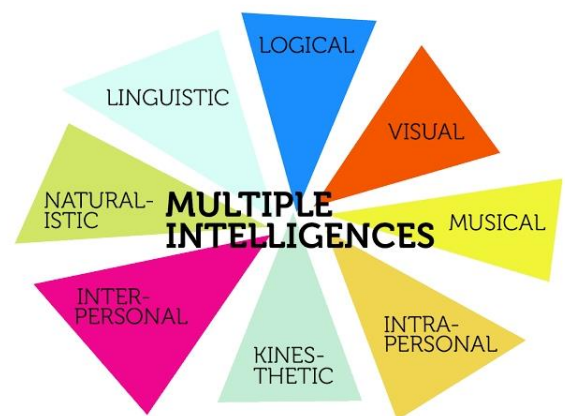 LOGICAL
LINGUISTIC
VISUAL
NATURAL-
ISTIC
MULTIPLE
INTELLIGENCES
MUSICAL
INTER-
PERSONAL
KINES-
THETIC
INTRA-
PERSONAL